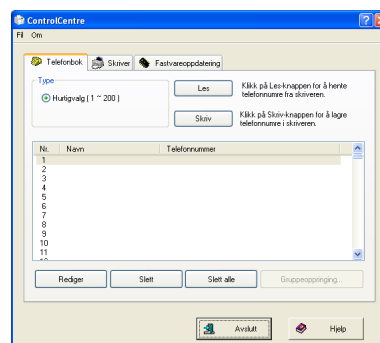 ControlCentre
Fil Om
Telefonbok Skriver Fastvareoppdatering
Type
Hurtigvalg ( 1 ~ 200 )
Les
Klikk på Les-knappen for å hente
telefonnumre fra skriveren.
Skriv
Klikk på Skriv-knappen for å lagre
telefonnumre i skriveren.
Nr. Navn Telefonnummer
1
2
3
4
5
6
7
8
9
10
11
Rediger Slett Slett alle Gruppeoppringing...
Avslutt Hjelp